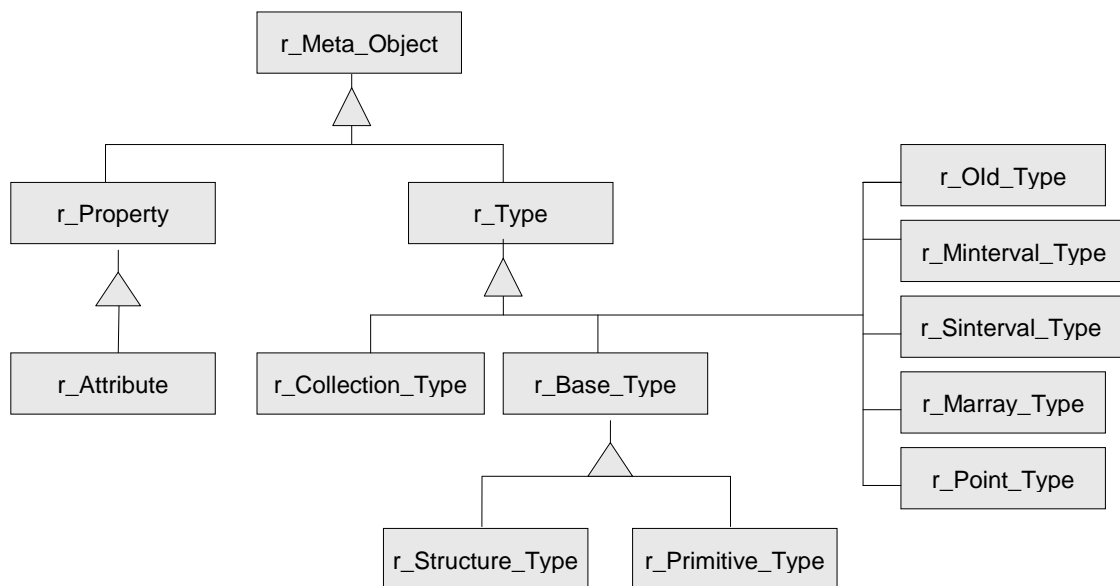 r_Meta_Object
r_Property
r_Type
r_OId_Type
r_Minterval_Type
r_Sinterval_Type
r_Attribute
r_Collection_Type
r_Base_Type
r_Marray_Type
r_Point_Type
r_Structure_Type
r_Primitive_Type